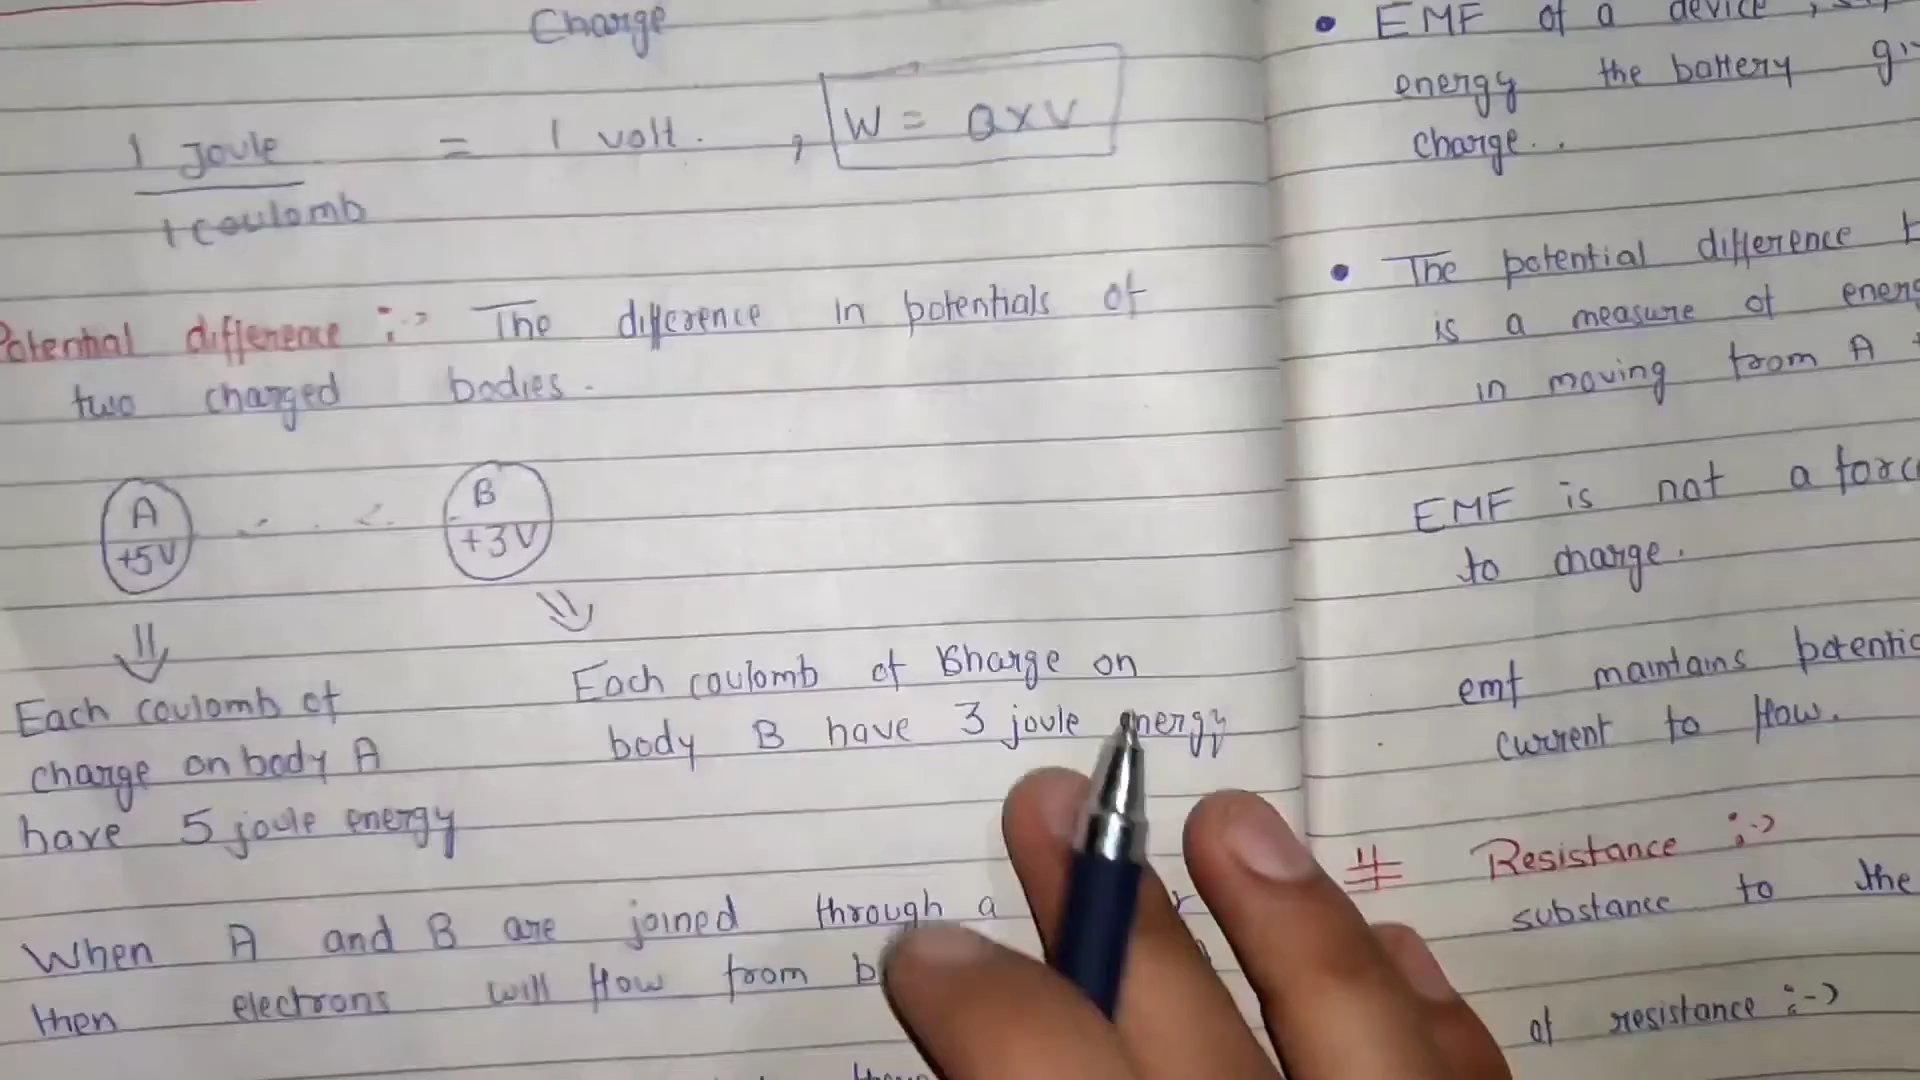 Charge
1 Joule = 1 volt. , W = Q x V
1 coulomb
Potential difference :-> The difference in potentials of
two charged bodies.
A B
+5V +3V
Each coulomb of
charge on body A
have 5 joule energy
Each coulomb of charge on
body B have 3 joule energy
When A and B are joined through a
then electrons will flow from
• EMF of a device,
energy the battery
charge..
• The potential difference
is a measure of
in moving from A
EMF is not a
to charge.
emf maintains
current to flow.
# Resistance :->
substance to the
of resistance :->